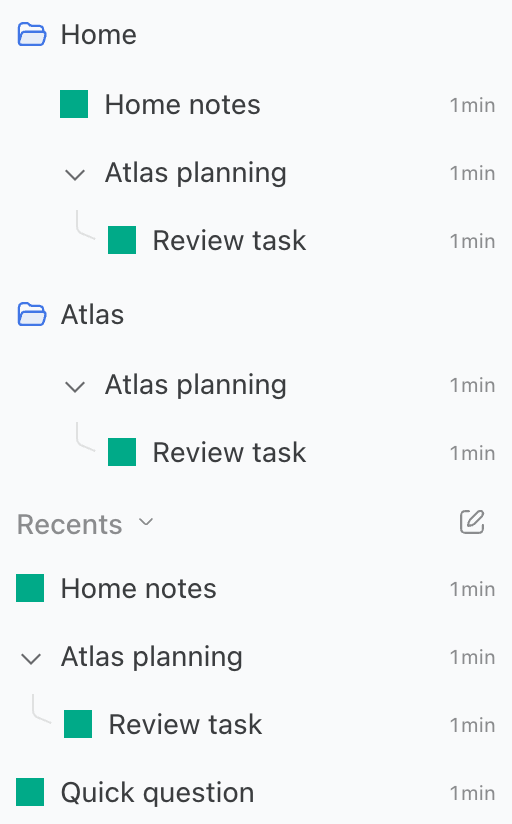 Home
Home notes 1min
Atlas planning 1min
Review task 1min
Atlas
Atlas planning 1min
Review task 1min
Recents
Home notes 1min
Atlas planning 1min
Review task 1min
Quick question 1min